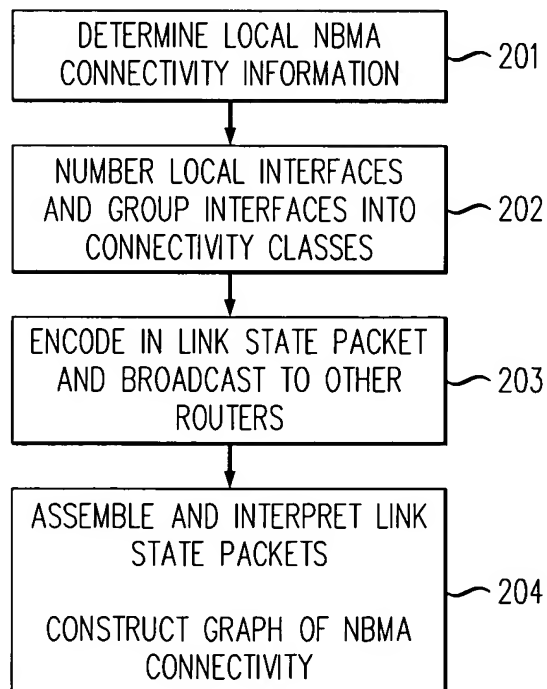 DETERMINE LOCAL NBMA
CONNECTIVITY INFORMATION
201
NUMBER LOCAL INTERFACES
AND GROUP INTERFACES INTO
CONNECTIVITY CLASSES
202
ENCODE IN LINK STATE PACKET
AND BROADCAST TO OTHER
ROUTERS
203
ASSEMBLE AND INTERPRET LINK
STATE PACKETS
CONSTRUCT GRAPH OF NBMA
CONNECTIVITY
204